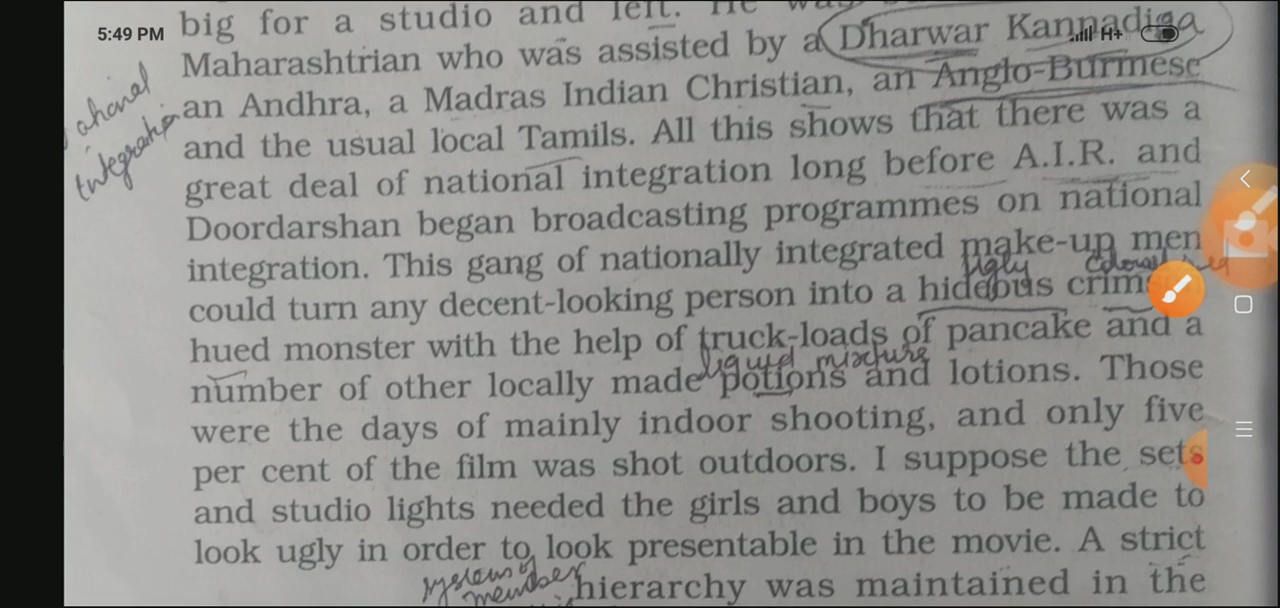 5:49 PM
H+
big for a studio and left. He was
Maharashtrian who was assisted by a Dharwar Kannadiga
an Andhra, a Madras Indian Christian, an Anglo-Burmese
and the usual local Tamils. All this shows that there was a
integration
great deal of national integration long before A.I.R. and
Doordarshan began broadcasting programmes on national
integration. This gang of nationally integrated make-up men
ugly
could turn any decent-looking person into a hideous crim
hued monster with the help of truck-loads of pancake and a
liquid mixture
number of other locally made potions and lotions. Those
were the days of mainly indoor shooting, and only five
per cent of the film was shot outdoors. I suppose the sets
and studio lights needed the girls and boys to be made to
look ugly in order to look presentable in the movie. A strict
member
hierarchy was maintained in the